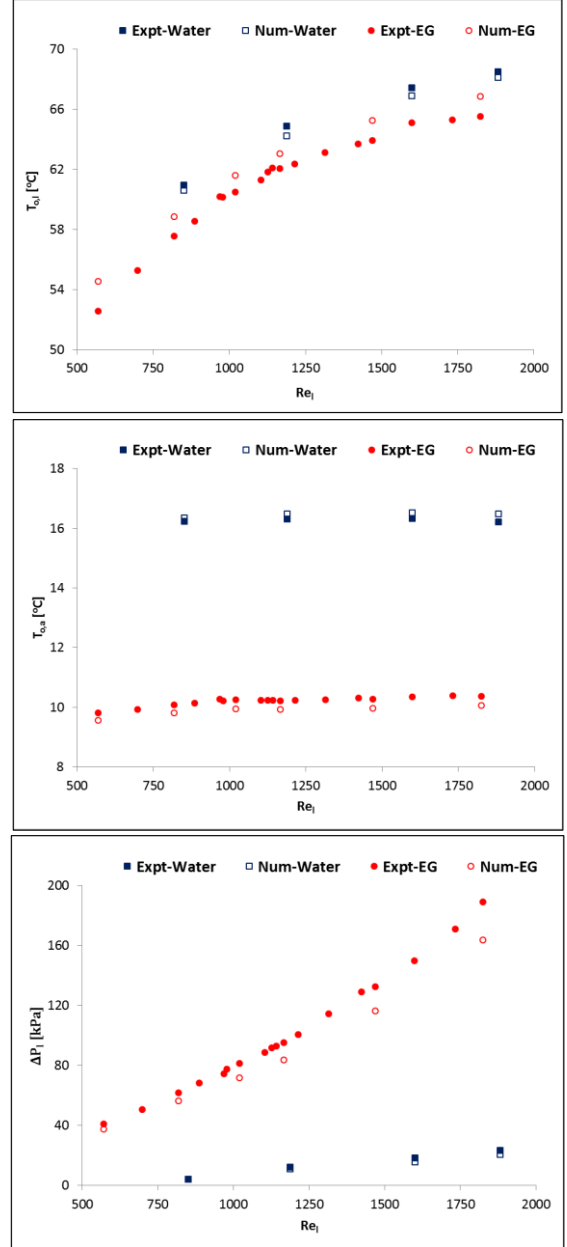 Expt-Water Num-Water Expt-EG Num-EG
70
66
62
58
54
50
T₀,ₗ [ᵒC]
500 750 1000 1250 1500 1750 2000
Reₗ
Expt-Water Num-Water Expt-EG Num-EG
18
16
14
12
10
8
T₀,ₐ [ᵒC]
500 750 1000 1250 1500 1750 2000
Reₗ
Expt-Water Num-Water Expt-EG Num-EG
200
160
120
80
40
0
ΔPₗ [kPa]
500 750 1000 1250 1500 1750 2000
Reₗ